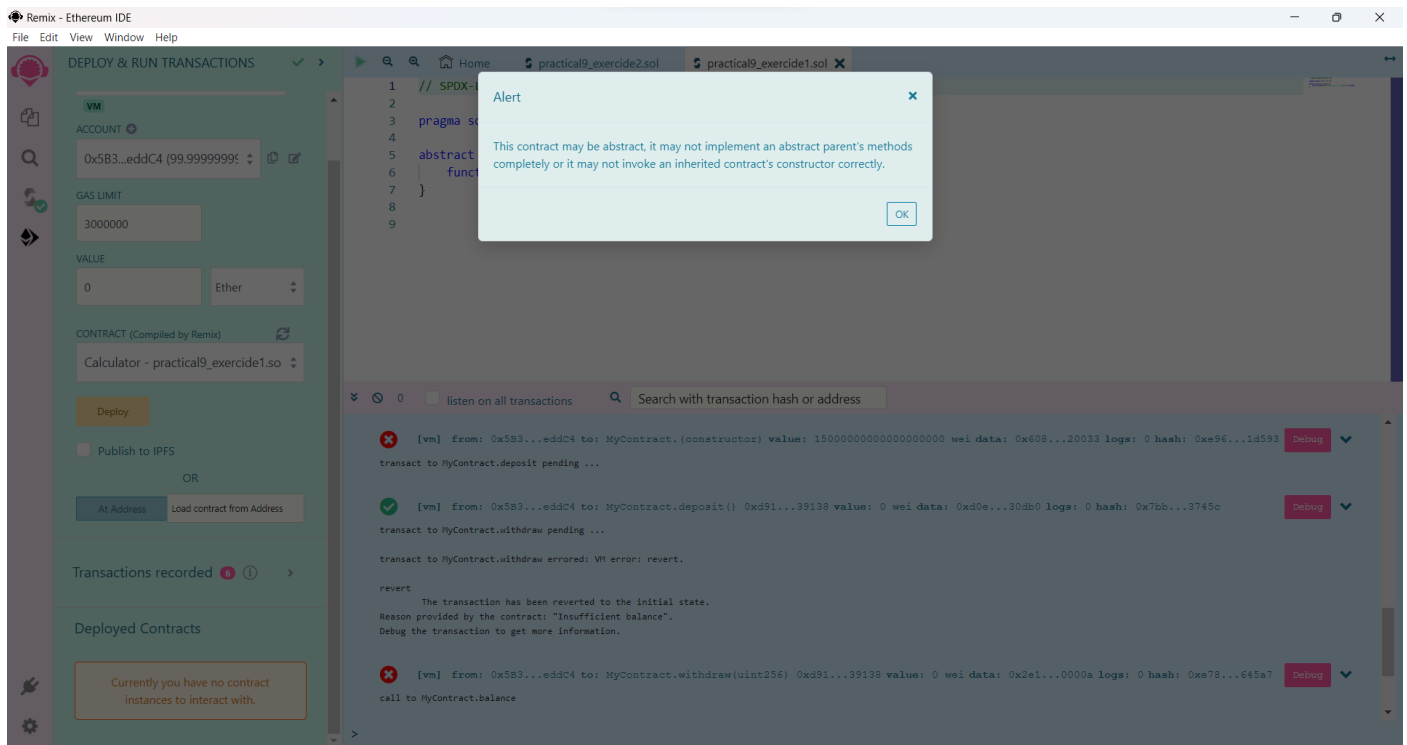 Remix - Ethereum IDE
File Edit View Window Help
DEPLOY & RUN TRANSACTIONS
VM
ACCOUNT
0x5B3...eddC4 (99.99999999
GAS LIMIT
3000000
VALUE
0
Ether
CONTRACT (Compiled by Remix)
Calculator - practical9_exercide1.so
Deploy
Publish to IPFS
OR
At Address
Load contract from Address
Transactions recorded 6 i
Deployed Contracts
Currently you have no contract
instances to interact with.
Home practical9_exercide2.sol practical9_exercide1.sol
1 // SPDX-L
2
3 pragma so
4
5 abstract
6 funct
7 }
8
9
Alert
This contract may be abstract, it may not implement an abstract parent's methods
completely or it may not invoke an inherited contract's constructor correctly.
OK
0 listen on all transactions Search with transaction hash or address
[vm] from: 0x5B3...eddC4 to: MyContract.(constructor) value: 15000000000000000000 wei data: 0x608...20033 logs: 0 hash: 0xe96...1d593 Debug
transact to MyContract.deposit pending ...
[vm] from: 0x5B3...eddC4 to: MyContract.deposit() 0xd91...39138 value: 0 wei data: 0xd0e...30db0 logs: 0 hash: 0x7bb...3745c Debug
transact to MyContract.withdraw pending ...
transact to MyContract.withdraw errored: VM error: revert.
revert
The transaction has been reverted to the initial state.
Reason provided by the contract: "Insufficient balance".
Debug the transaction to get more information.
[vm] from: 0x5B3...eddC4 to: MyContract.withdraw(uint256) 0xd91...39138 value: 0 wei data: 0x2e1...0000a logs: 0 hash: 0xe78...645a7 Debug
call to MyContract.balance
>